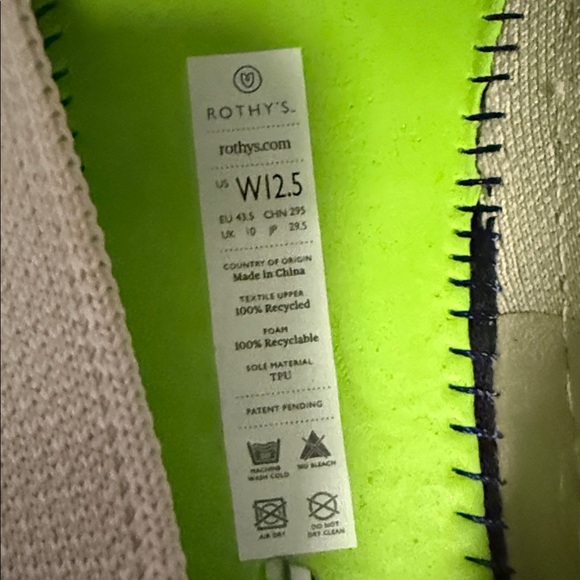 ROTHY'S™
rothys.com
US W12.5
EU 43.5 CHN 295
UK 10 JP 29.5
COUNTRY OF ORIGIN
Made in China
TEXTILE UPPER
100% Recycled
FOAM
100% Recyclable
SOLE MATERIAL
TPU
PATENT PENDING
MACHINE
WASH COLD
NO BLEACH
AIR DRY
DO NOT
DRY CLEAN